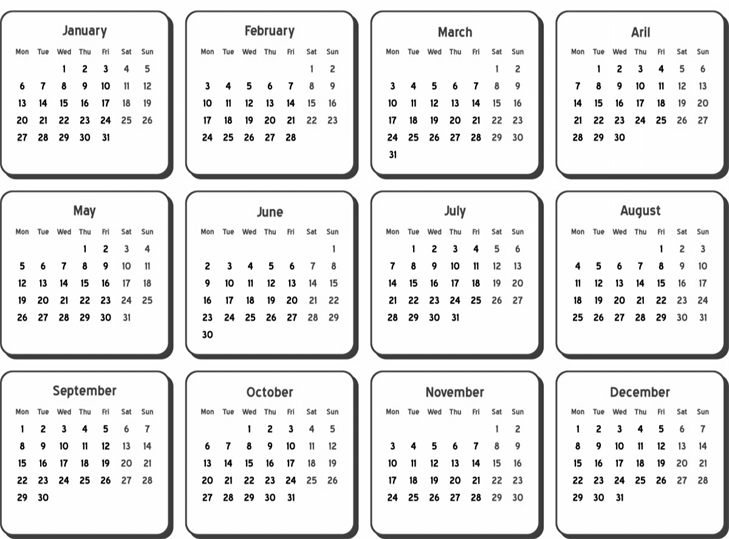 January
Mon Tue Wed Thu Fri Sat Sun
1 2 3 4 5
6 7 8 9 10 11 12
13 14 15 16 17 18 19
20 21 22 23 24 25 26
27 28 29 30 31
February
Mon Tue Wed Thu Fri Sat Sun
1 2
3 4 5 6 7 8 9
10 11 12 13 14 15 16
17 18 19 20 21 22 23
24 25 26 27 28
March
Mon Tue Wed Thu Fri Sat Sun
1 2
3 4 5 6 7 8 9
10 11 12 13 14 15 16
17 18 19 20 21 22 23
24 25 26 27 28 29 30
31
Aril
Mon Tue Wed Thu Fri Sat Sun
1 2 3 4 5 6
7 8 9 10 11 12 13
14 15 16 17 18 19 20
21 22 23 24 25 26 27
28 29 30
May
Mon Tue Wed Thu Fri Sat Sun
1 2 3 4
5 6 7 8 9 10 11
12 13 14 15 16 17 18
19 20 21 22 23 24 25
26 27 28 29 30 31
June
Mon Tue Wed Thu Fri Sat Sun
1
2 3 4 5 6 7 8
9 10 11 12 13 14 15
16 17 18 19 20 21 22
23 24 25 26 27 28 29
30
July
Mon Tue Wed Thu Fri Sat Sun
1 2 3 4 5 6
7 8 9 10 11 12 13
14 15 16 17 18 19 20
21 22 23 24 25 26 27
28 29 30 31
August
Mon Tue Wed Thu Fri Sat Sun
1 2 3
4 5 6 7 8 9 10
11 12 13 14 15 16 17
18 19 20 21 22 23 24
25 26 27 28 29 30 31
September
Mon Tue Wed Thu Fri Sat Sun
1 2 3 4 5 6 7
8 9 10 11 12 13 14
15 16 17 18 19 20 21
22 23 24 25 26 27 28
29 30
October
Mon Tue Wed Thu Fri Sat Sun
1 2 3 4 5
6 7 8 9 10 11 12
13 14 15 16 17 18 19
20 21 22 23 24 25 26
27 28 29 30 31
November
Mon Tue Wed Thu Fri Sat Sun
1 2
3 4 5 6 7 8 9
10 11 12 13 14 15 16
17 18 19 20 21 22 23
24 25 26 27 28 29 30
December
Mon Tue Wed Thu Fri Sat Sun
1 2 3 4 5 6 7
8 9 10 11 12 13 14
15 16 17 18 19 20 21
22 23 24 25 26 27 28
29 30 31